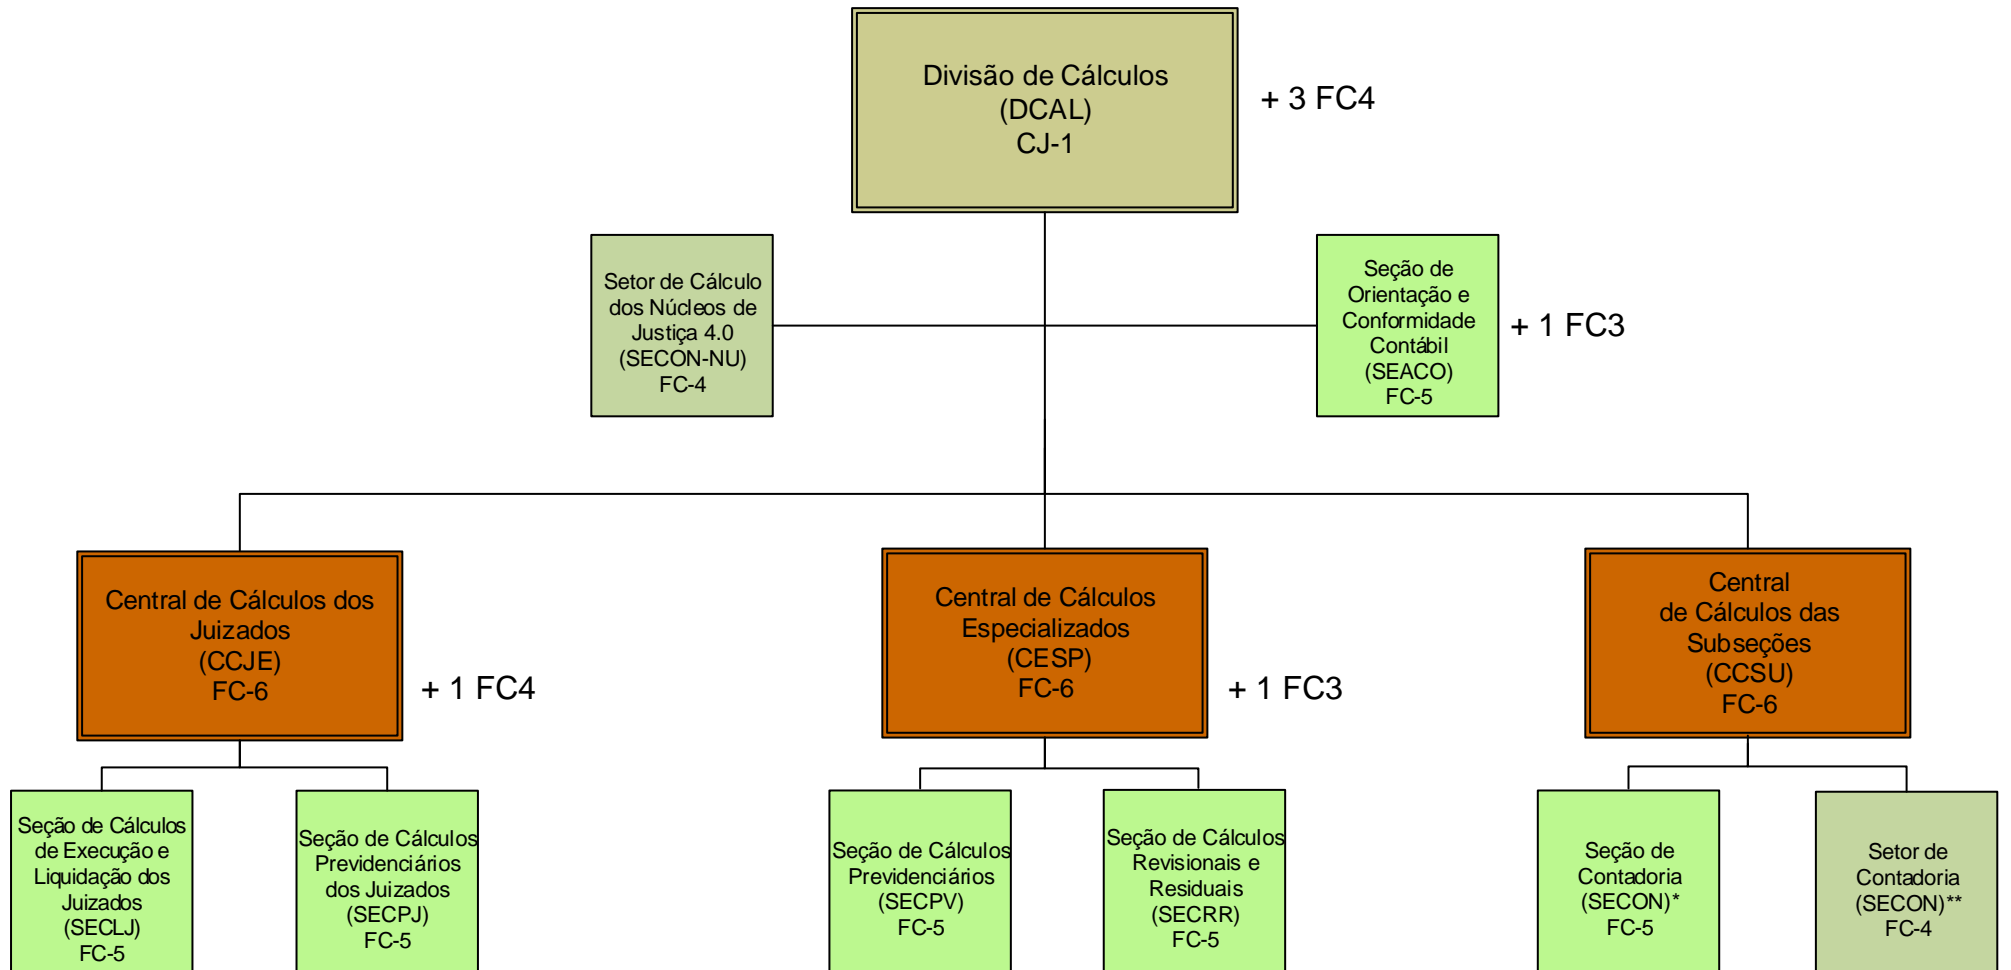 Divisão de Cálculos
(DCAL)
CJ-1
+ 3 FC4
Setor de Cálculo
dos Núcleos de
Justiça 4.0
(SECON-NU)
FC-4
Seção de
Orientação e
Conformidade
Contábil
(SEACO)
FC-5
+ 1 FC3
Central de Cálculos dos
Juizados
(CCJE)
FC-6
+ 1 FC4
Central de Cálculos
Especializados
(CESP)
FC-6
+ 1 FC3
Central
de Cálculos das
Subseções
(CCSU)
FC-6
Seção de Cálculos
de Execução e
Liquidação dos
Juizados
(SECLJ)
FC-5
Seção de Cálculos
Previdenciários
dos Juizados
(SECPJ)
FC-5
Seção de Cálculos
Previdenciários
(SECPV)
FC-5
Seção de Cálculos
Revisionais e
Residuais
(SECRR)
FC-5
Seção de
Contadoria
(SECON)*
FC-5
Setor de
Contadoria
(SECON)**
FC-4